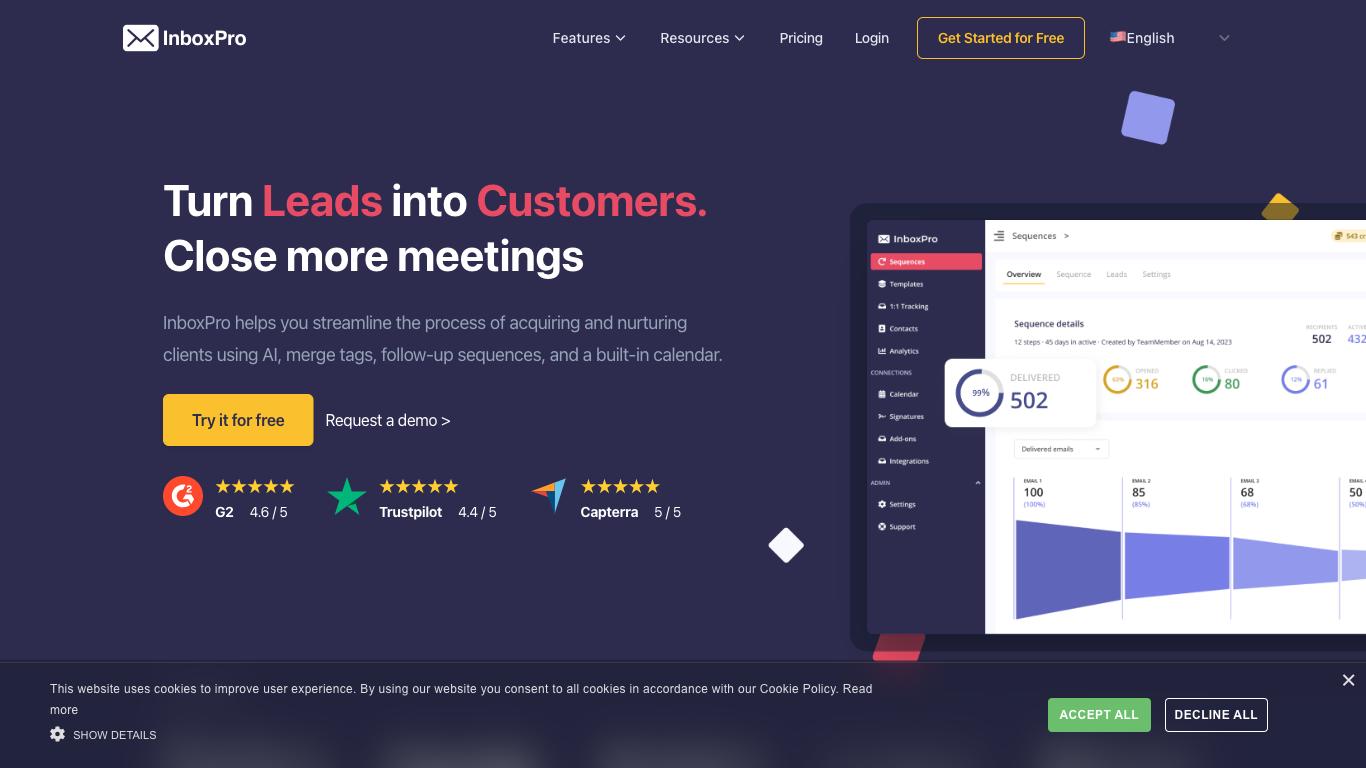 InboxPro
Features
Resources
Pricing
Login
Get Started for Free
English
Turn Leads into Customers.
Close more meetings
InboxPro helps you streamline the process of acquiring and nurturing
clients using AI, merge tags, follow-up sequences, and a built-in calendar.
Try it for free
Request a demo >
G2 4.6 / 5
Trustpilot 4.4 / 5
Capterra 5 / 5
InboxPro
Sequences
Templates
1:1 Tracking
Contacts
Analytics
CONNECTIONS
Calendar
Signatures
Add-ons
Integrations
ADMIN
Settings
Support
Sequences >
543
Overview Sequence Leads Settings
Sequence details
12 steps · 45 days in active · Created by TeamMember on Aug 14, 2023
RECIPIENTS
502
432
99%
DELIVERED
502
63%
OPENED
316
16%
CLICKED
80
12%
REPLIED
61
Delivered emails
EMAIL 1
100
(100%)
EMAIL 2
85
(85%)
EMAIL 3
68
(68%)
EMAIL
50
(50%
This website uses cookies to improve user experience. By using our website you consent to all cookies in accordance with our Cookie Policy. Read
more
SHOW DETAILS
ACCEPT ALL
DECLINE ALL
×